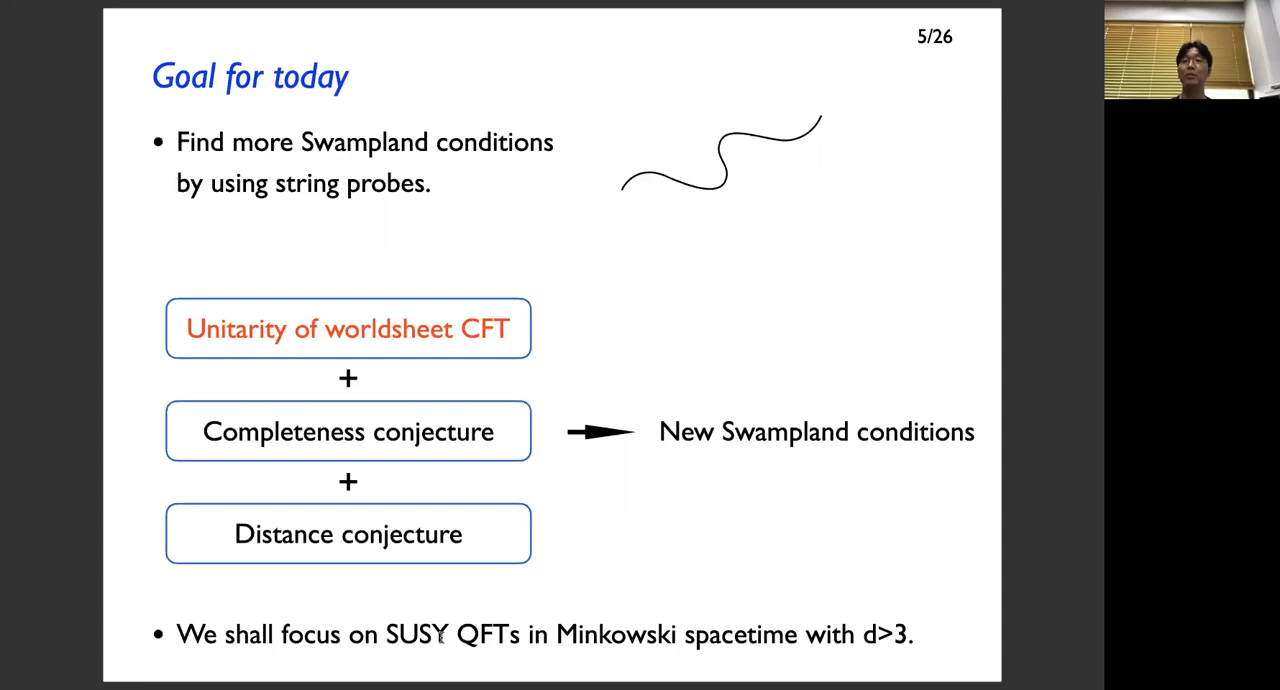 5/26
Goal for today
• Find more Swampland conditions
by using string probes.
Unitarity of worldsheet CFT
+
Completeness conjecture
New Swampland conditions
+
Distance conjecture
• We shall focus on SUSY QFTs in Minkowski spacetime with d>3.